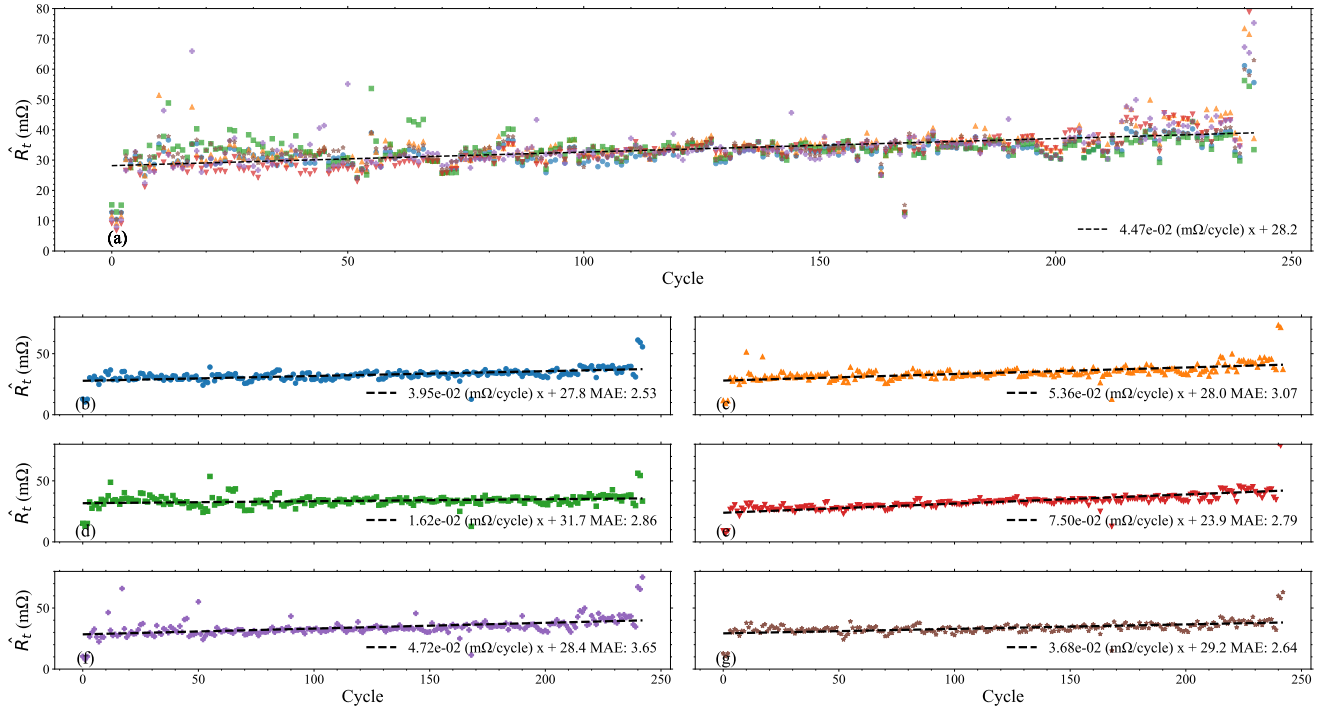 80
70
60
50
40
30
20
10
0
R̂t (mΩ)
(a)
4.47e-02 (mΩ/cycle) x + 28.2
0 50 100 150 200 250
Cycle
50
0
R̂t (mΩ)
(b)
3.95e-02 (mΩ/cycle) x + 27.8 MAE: 2.53
(c)
5.36e-02 (mΩ/cycle) x + 28.0 MAE: 3.07
50
0
R̂t (mΩ)
(d)
1.62e-02 (mΩ/cycle) x + 31.7 MAE: 2.86
(e)
7.50e-02 (mΩ/cycle) x + 23.9 MAE: 2.79
50
0
R̂t (mΩ)
(f)
4.72e-02 (mΩ/cycle) x + 28.4 MAE: 3.65
(g)
3.68e-02 (mΩ/cycle) x + 29.2 MAE: 2.64
0 50 100 150 200 250
0 50 100 150 200 250
Cycle
Cycle